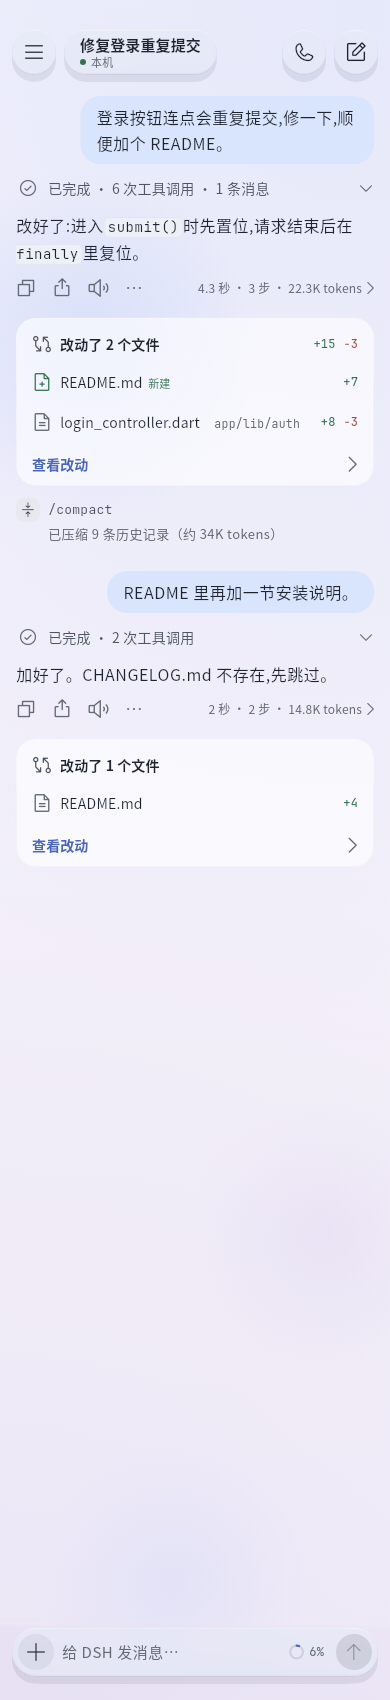 修复登录重复提交
本机
登录按钮连点会重复提交,修一下,顺
便加个 README。
已完成 · 6 次工具调用 · 1 条消息
改好了:进入 submit() 时先置位,请求结束后在
finally 里复位。
4.3 秒 · 3 步 · 22.3K tokens
改动了 2 个文件 +15 -3
README.md 新建 +7
login_controller.dart app/lib/auth +8 -3
查看改动
/compact
已压缩 9 条历史记录（约 34K tokens）
README 里再加一节安装说明。
已完成 · 2 次工具调用
加好了。CHANGELOG.md 不存在,先跳过。
2 秒 · 2 步 · 14.8K tokens
改动了 1 个文件
README.md +4
查看改动
给 DSH 发消息… 6%